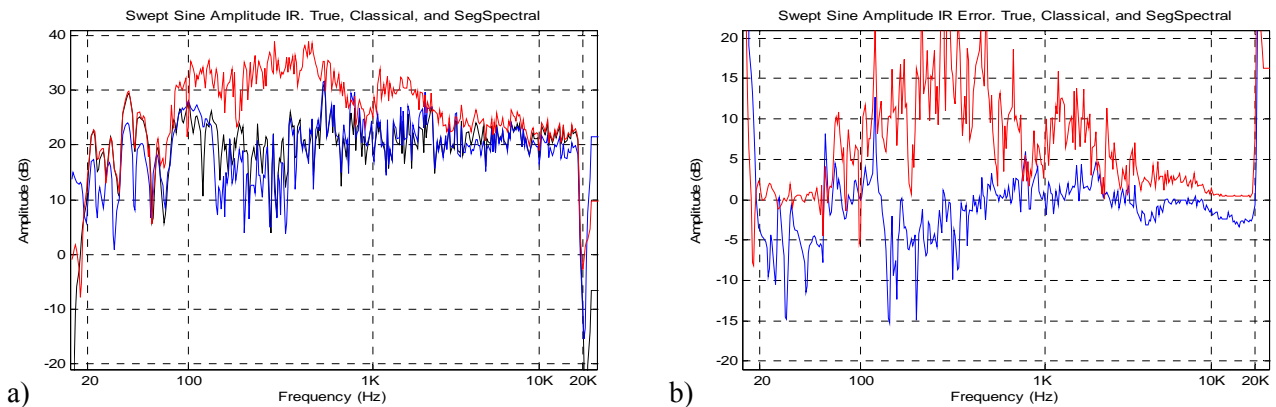 Swept Sine Amplitude IR. True, Classical, and SegSpectral
40
30
20
10
0
-10
-20
Amplitude (dB)
20 100 1K 10K 20K
Frequency (Hz)
a)
Swept Sine Amplitude IR Error. True, Classical, and SegSpectral
20
15
10
5
0
-5
-10
-15
-20
Amplitude (dB)
20 100 1K 10K 20K
Frequency (Hz)
b)